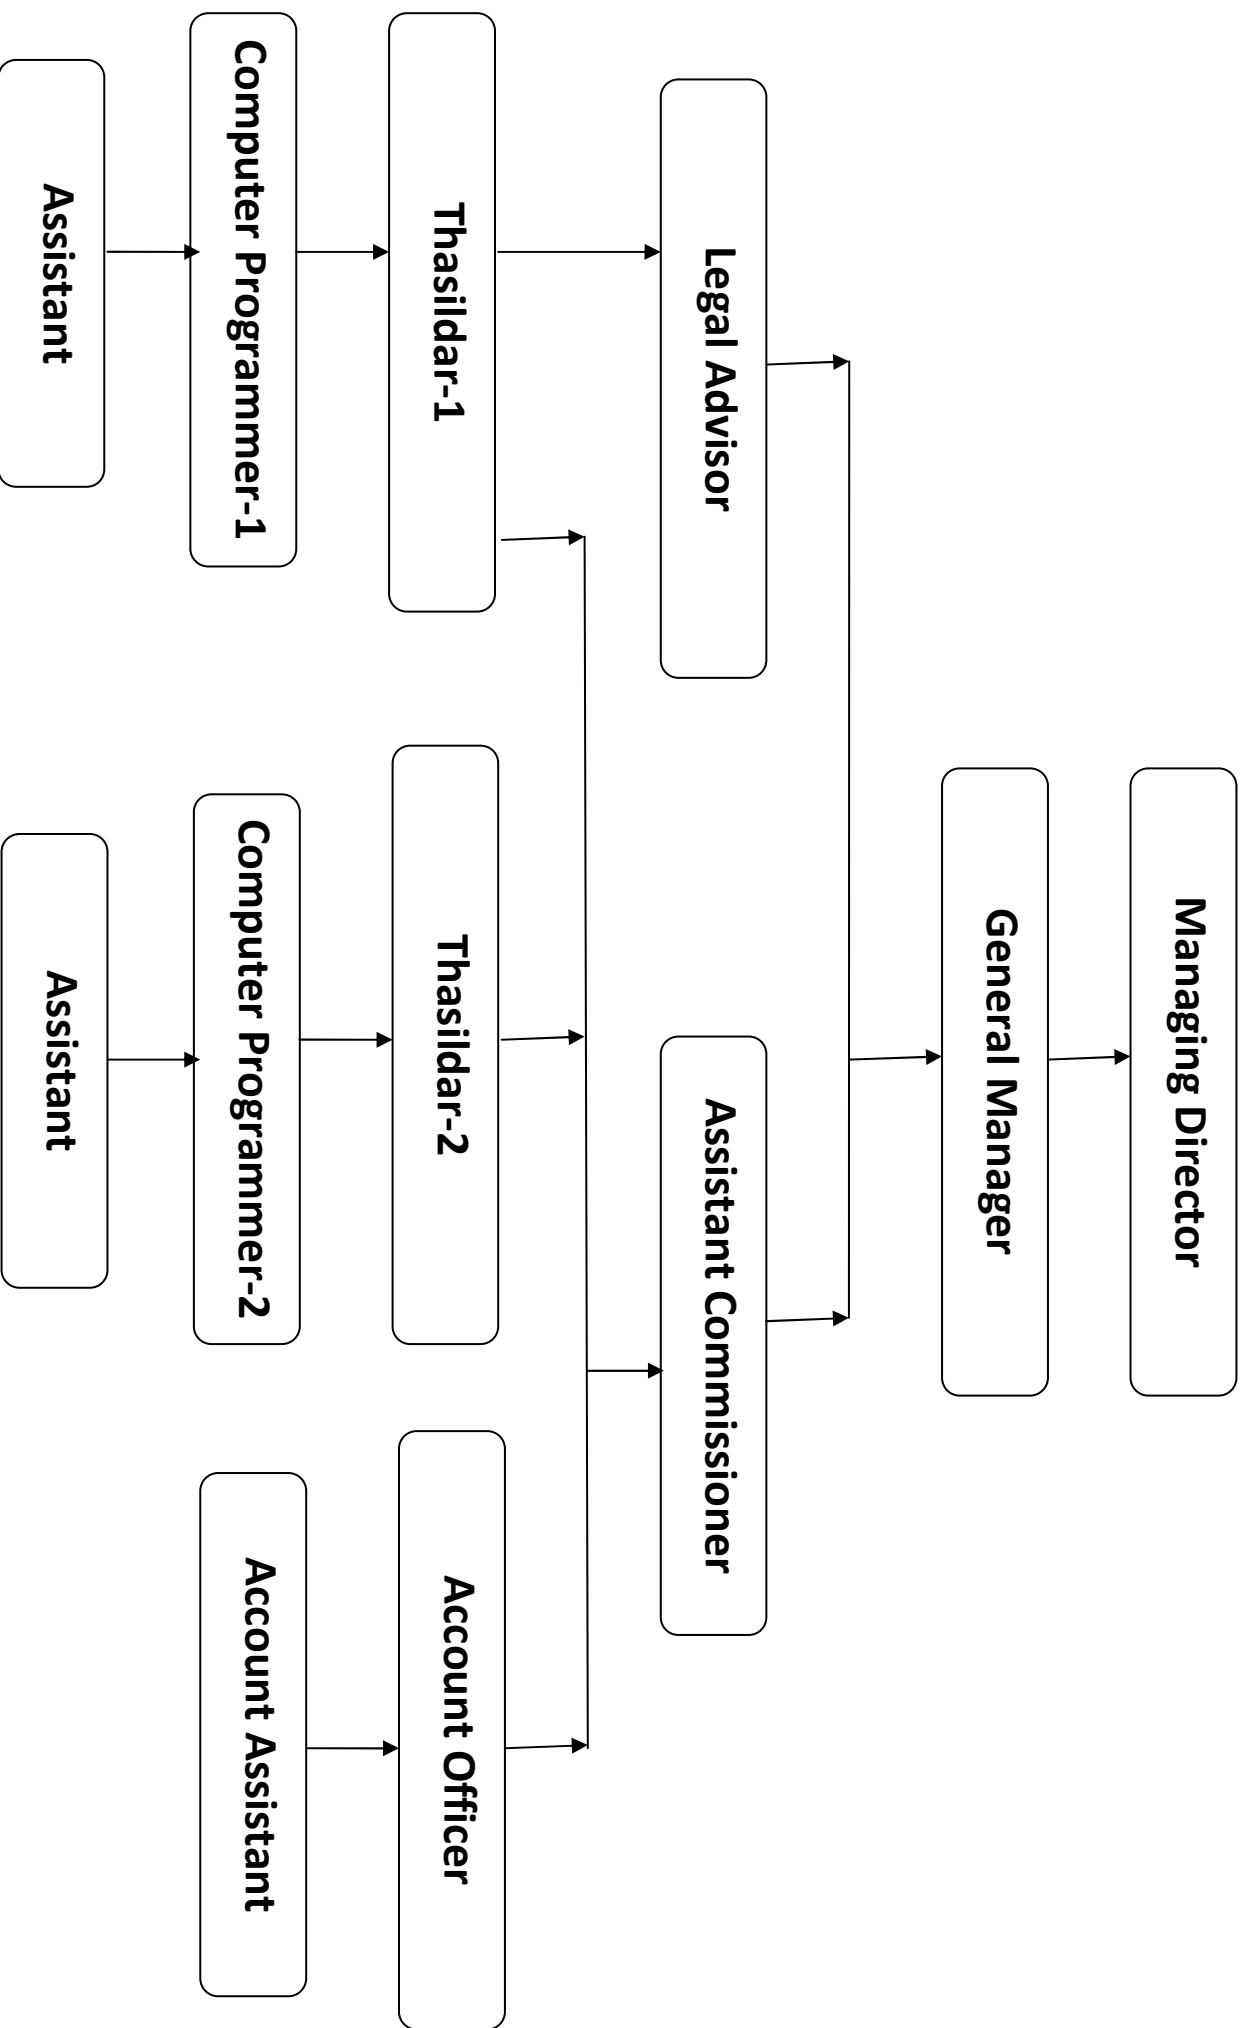 Managing Director
General Manager
Legal Advisor
Assistant Commissioner
Thasildar-1
Thasildar-2
Account Officer
Computer Programmer-1
Computer Programmer-2
Account Assistant
Assistant
Assistant